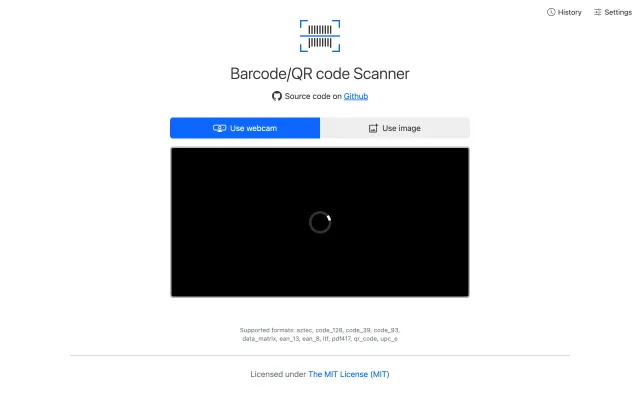 History
Settings
Barcode/QR code Scanner
Source code on Github
Use webcam
Use image
Supported formats: aztec, code_128, code_39, code_93,
data_matrix, ean_13, ean_8, itf, pdf417, qr_code, upc_e
Licensed under The MIT License (MIT)